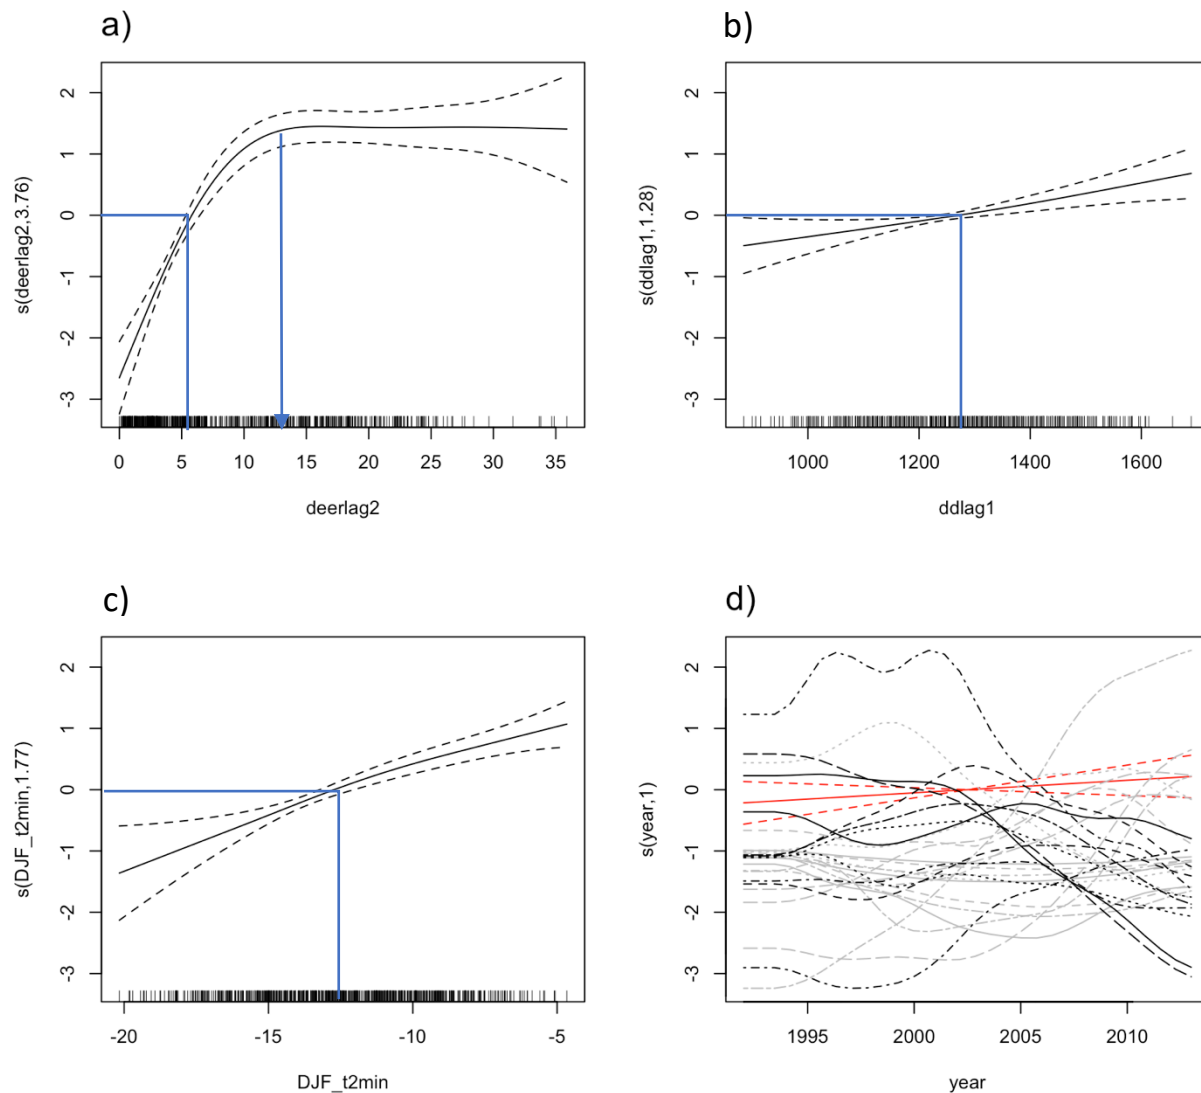 a)
s(deerlag2,3.76)
2
1
0
-1
-2
-3
0 5 10 15 20 25 30 35
deerlag2
b)
s(ddlag1,1.28)
2
1
0
-1
-2
-3
1000 1200 1400 1600
ddlag1
c)
s(DJF_t2min,1.77)
2
1
0
-1
-2
-3
-20 -15 -10 -5
DJF_t2min
d)
s(year,1)
2
1
0
-1
-2
-3
1995 2000 2005 2010
year